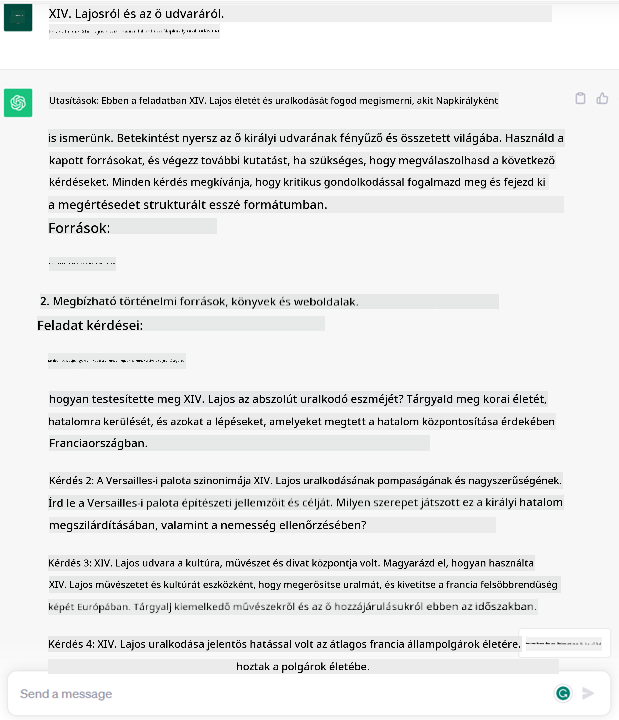 XIV. Lajosról és az ő udvaráról.
Utasítások: Ebben a feladatban XIV. Lajos életét és uralkodását fogod megismerni, akit Napkirályként
is ismerünk. Betekintést nyersz az ő királyi udvarának fényűző és összetett világába. Használd a
kapott forrásokat, és végezz további kutatást, ha szükséges, hogy megválaszolhasd a következő
kérdéseket. Minden kérdés megkívánja, hogy kritikus gondolkodással fogalmazd meg és fejezd ki
a megértésedet strukturált esszé formátumban.
Források:
2. Megbízható történelmi források, könyvek és weboldalak.
Feladat kérdései:
hogyan testesítette meg XIV. Lajos az abszolút uralkodó eszméjét? Tárgyald meg korai életét,
hatalomra kerülését, és azokat a lépéseket, amelyeket megtett a hatalom központosítása érdekében
Franciaországban.
Kérdés 2: A Versailles-i palota szinonimája XIV. Lajos uralkodásának pompaságának és nagyszerűségének.
Írd le a Versailles-i palota építészeti jellemzőit és célját. Milyen szerepet játszott ez a királyi hatalom
megszilárdításában, valamint a nemesség ellenőrzésében?
Kérdés 3: XIV. Lajos udvara a kultúra, művészet és divat központja volt. Magyarázd el, hogyan használta
XIV. Lajos művészetet és kultúrát eszközként, hogy megerősítse uralmát, és kivetítse a francia felsőbbrendűség
képét Európában. Tárgyalj kiemelkedő művészekről és az ő hozzájárulásukról ebben az időszakban.
Kérdés 4: XIV. Lajos uralkodása jelentős hatással volt az átlagos francia állampolgárok életére.
hoztak a polgárok életébe.
Send a message